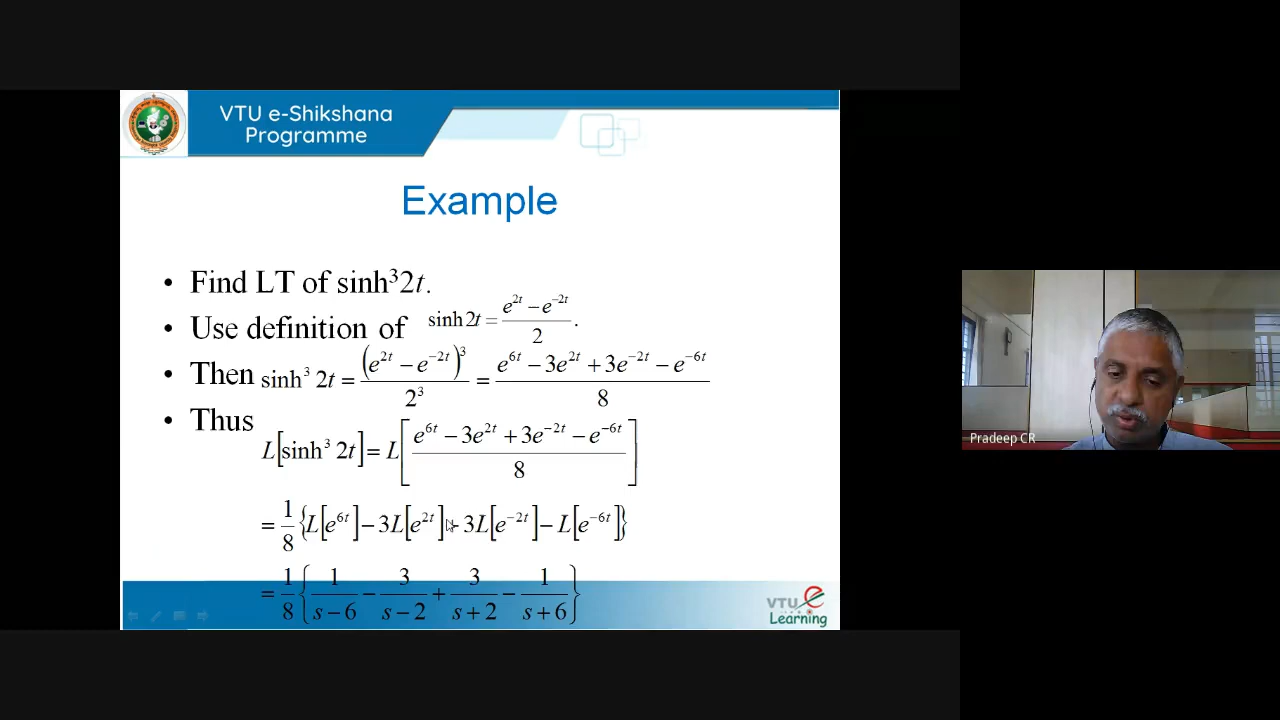 VTU e-Shikshana
Programme
Example
• Find LT of sinh³2t.
• Use definition of sinh 2t = (e^{2t} − e^{−2t})/2.
• Then sinh³ 2t = (e^{2t} − e^{−2t})³/2³ = (e^{6t} − 3e^{2t} + 3e^{−2t} − e^{−6t})/8
• Thus
L[sinh³ 2t] = L[(e^{6t} − 3e^{2t} + 3e^{−2t} − e^{−6t})/8]
= 1/8 {L[e^{6t}] − 3L[e^{2t}] + 3L[e^{−2t}] − L[e^{−6t}]}
= 1/8 {1/(s − 6) − 3/(s − 2) + 3/(s + 2) − 1/(s + 6)}
VTU e
Learning
Pradeep CR